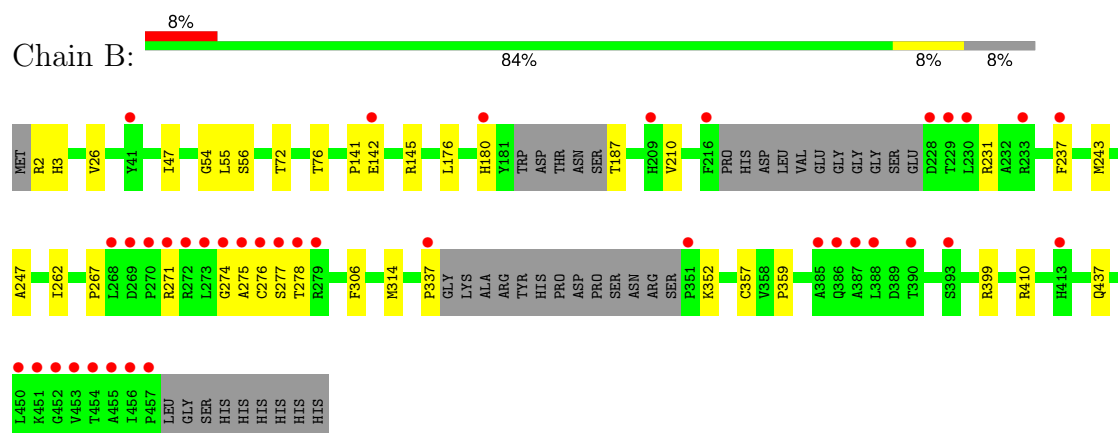 8%
Chain B:
84% 8% 8%
MET R2 H3 V26 Y41 I47 G54 L55 S56 T72 T76 P141 E142 R145 L176 H180 Y181 TRP ASP THR ASN SER T187 H209 V210 F216 PRO HIS ASP LEU VAL GLU GLY GLY GLY SER GLU D228 T229 L230 R231 A232 R233 F237 M243
A247 I262 P267 L268 D269 P270 R271 R272 L273 G274 A275 C276 S277 T278 R279 F306 M314 P337 GLY LYS ALA ARG TYR HIS PRO ASP PRO SER ASN ARG SER P351 K352 C357 V358 P359 A385 Q386 A387 L388 D389 T390 S393 R399 R410 H413 Q437
L450 K451 G452 V453 T454 A455 I456 P457 LEU GLY SER HIS HIS HIS HIS HIS HIS